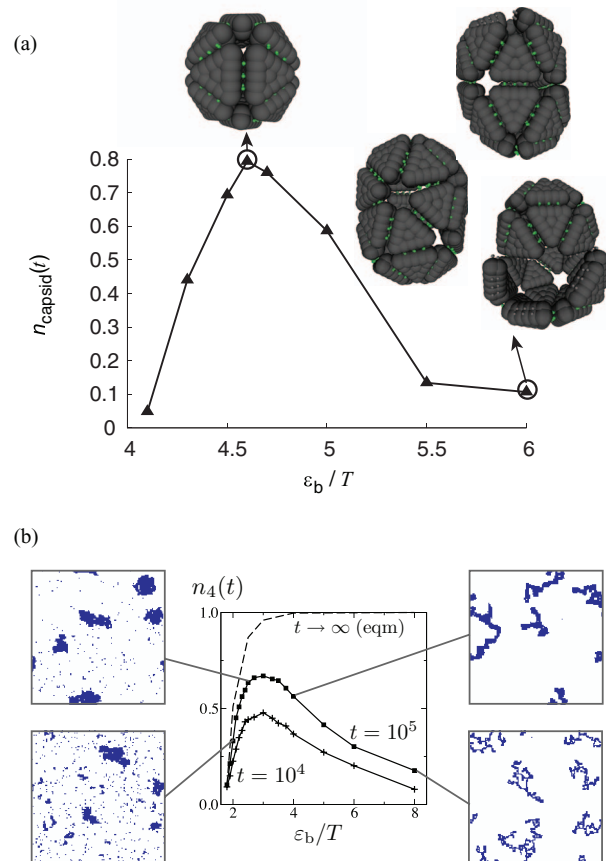 (a)
0.8
0.7
0.6
0.5
0.4
0.3
0.2
0.1
0
n_capsid(t)
4 4.5 5 5.5 6
ε_b / T
(b)
n_4(t)
1.0
0.5
0.0
t → ∞ (eqm)
t = 10^5
t = 10^4
2 4 6 8
ε_b/T